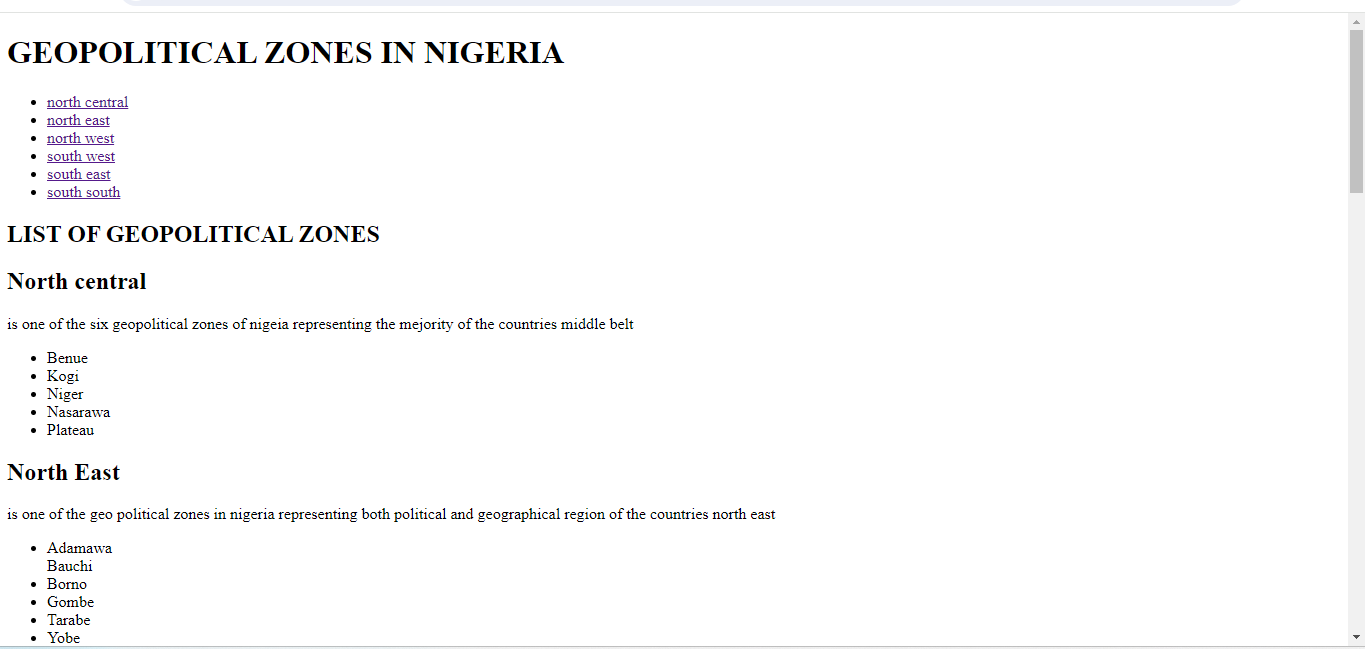 GEOPOLITICAL ZONES IN NIGERIA
north central
north east
north west
south west
south east
south south
LIST OF GEOPOLITICAL ZONES
North central
is one of the six geopolitical zones of nigeia representing the mejority of the countries middle belt
Benue
Kogi
Niger
Nasarawa
Plateau
North East
is one of the geo political zones in nigeria representing both political and geographical region of the countries north east
Adamawa
Bauchi
Borno
Gombe
Tarabe
Yobe